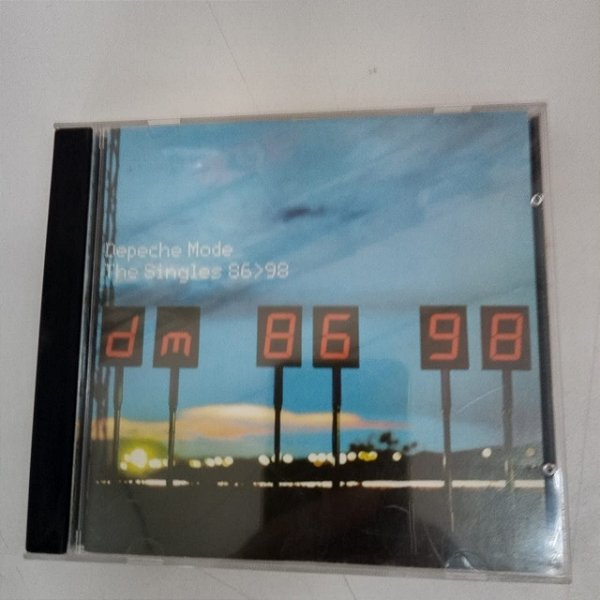 Depeche Mode
The Singles 86>98
dm 86 98